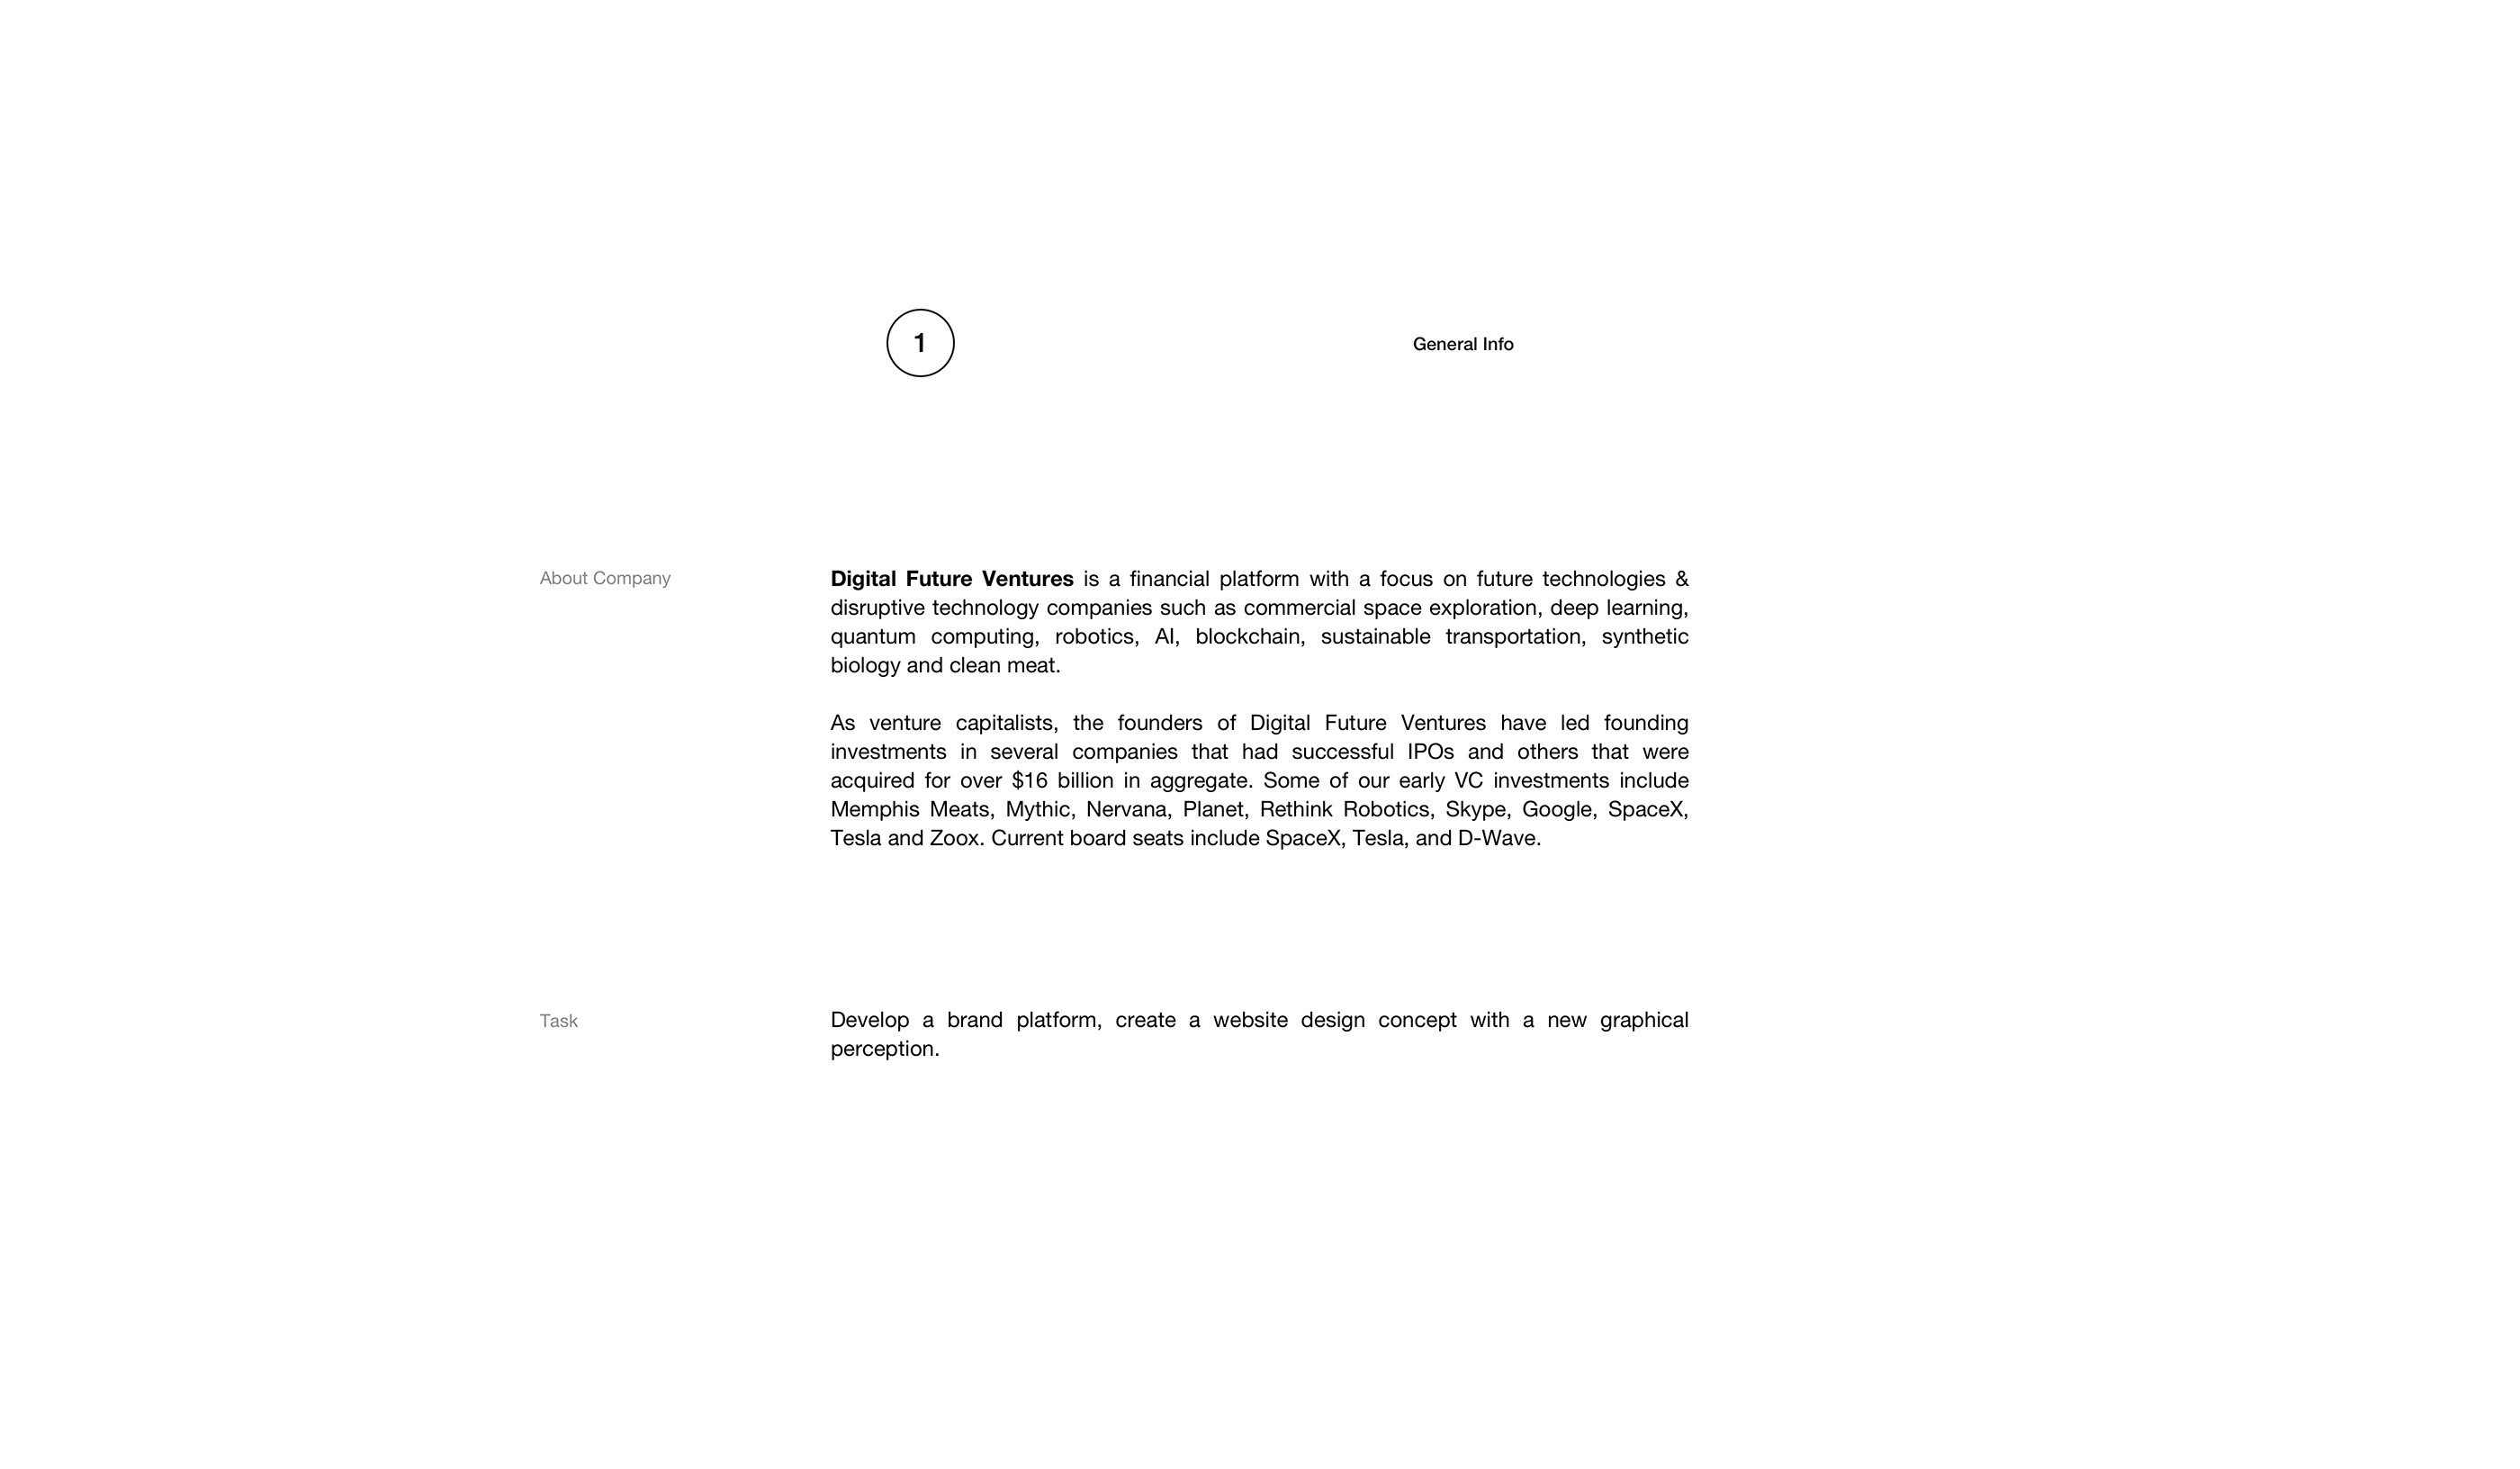 1
General Info
About Company
Digital Future Ventures is a financial platform with a focus on future technologies &
disruptive technology companies such as commercial space exploration, deep learning,
quantum computing, robotics, AI, blockchain, sustainable transportation, synthetic
biology and clean meat.
As venture capitalists, the founders of Digital Future Ventures have led founding
investments in several companies that had successful IPOs and others that were
acquired for over $16 billion in aggregate. Some of our early VC investments include
Memphis Meats, Mythic, Nervana, Planet, Rethink Robotics, Skype, Google, SpaceX,
Tesla and Zoox. Current board seats include SpaceX, Tesla, and D-Wave.
Task
Develop a brand platform, create a website design concept with a new graphical
perception.